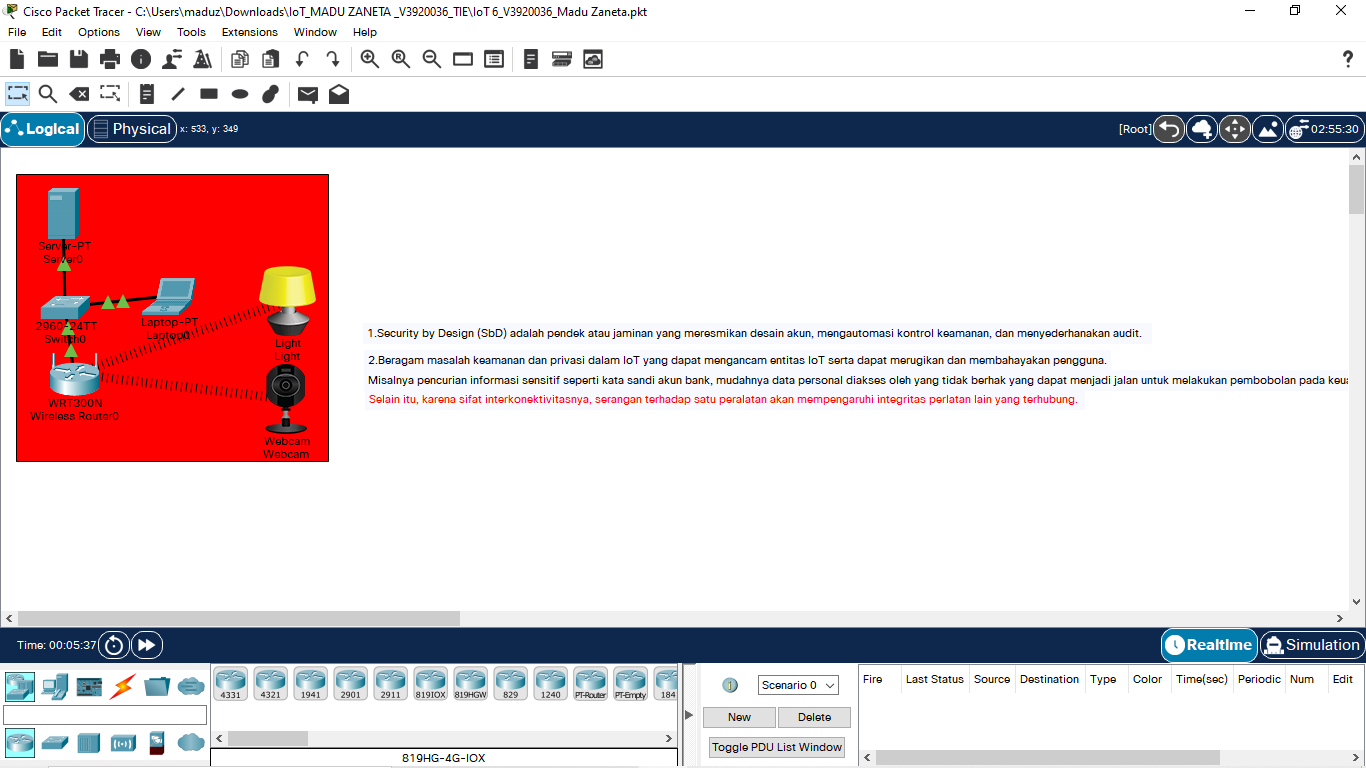 Cisco Packet Tracer - C:\Users\maduz\Downloads\IoT_MADU ZANETA _V3920036_TIE\IoT 6_V3920036_Madu Zaneta.pkt
File Edit Options View Tools Extensions Window Help
Logical Physical x: 533, y: 349 [Root] 02:55:30
Server-PT
Server0
2960-24TT
Switch0
Laptop-PT
Laptop0
Light
Light
WRT300N
Wireless Router0
Webcam
Webcam
1.Security by Design (SbD) adalah pendek atau jaminan yang meresmikan desain akun, mengautomasi kontrol keamanan, dan menyederhanakan audit.
2.Beragam masalah keamanan dan privasi dalam IoT yang dapat mengancam entitas IoT serta dapat merugikan dan membahayakan pengguna.
Misalnya pencurian informasi sensitif seperti kata sandi akun bank, mudahnya data personal diakses oleh yang tidak berhak yang dapat menjadi jalan untuk melakukan pembobolan pada keua
Selain itu, karena sifat interkonektivitasnya, serangan terhadap satu peralatan akan mempengaruhi integritas perlatan lain yang terhubung.
Time: 00:05:37 Realtime Simulation
4331 4321 1941 2901 2911 819IOX 819HGW 829 1240 PT-Router PT-Empty 184
819HG-4G-IOX
Scenario 0
New Delete
Toggle PDU List Window
Fire Last Status Source Destination Type Color Time(sec) Periodic Num Edit